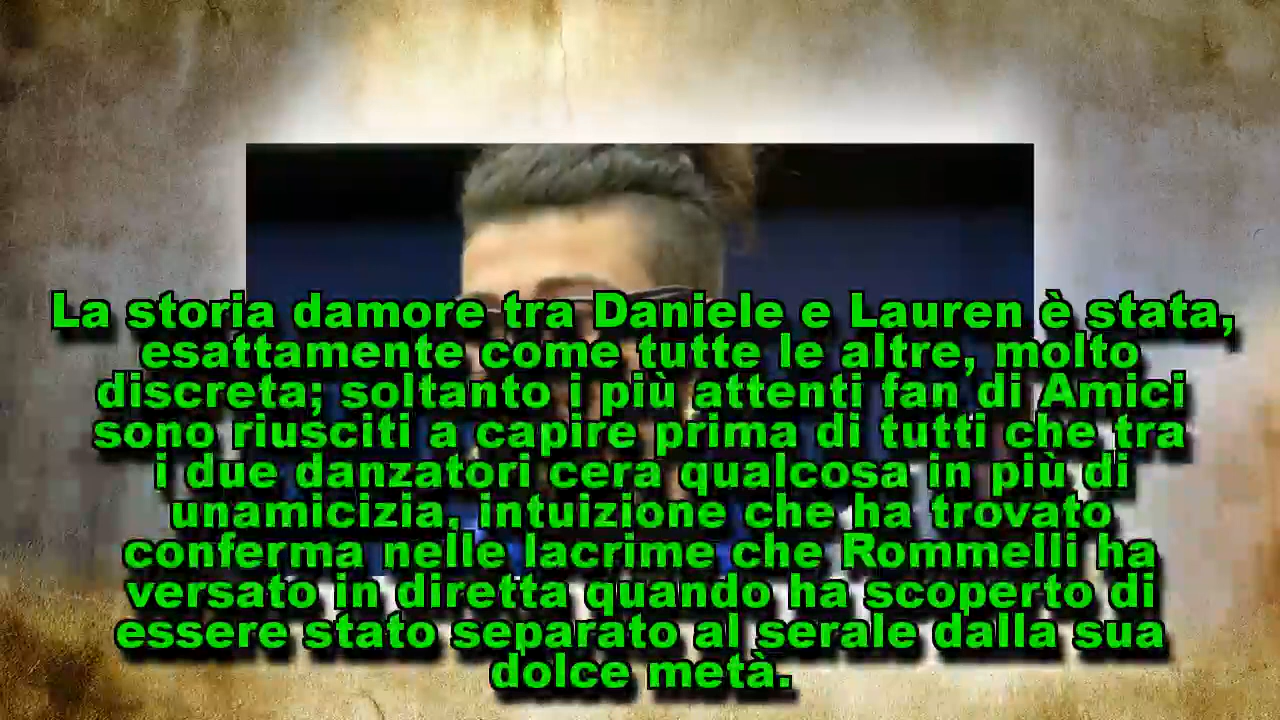 La storia damore tra Daniele e Lauren è stata,
esattamente come tutte le altre, molto
discreta; soltanto i più attenti fan di Amici
sono riusciti a capire prima di tutti che tra
i due danzatori cera qualcosa in più di
unamicizia, intuizione che ha trovato
conferma nelle lacrime che Rommelli ha
versato in diretta quando ha scoperto di
essere stato separato al serale dalla sua
dolce metà.